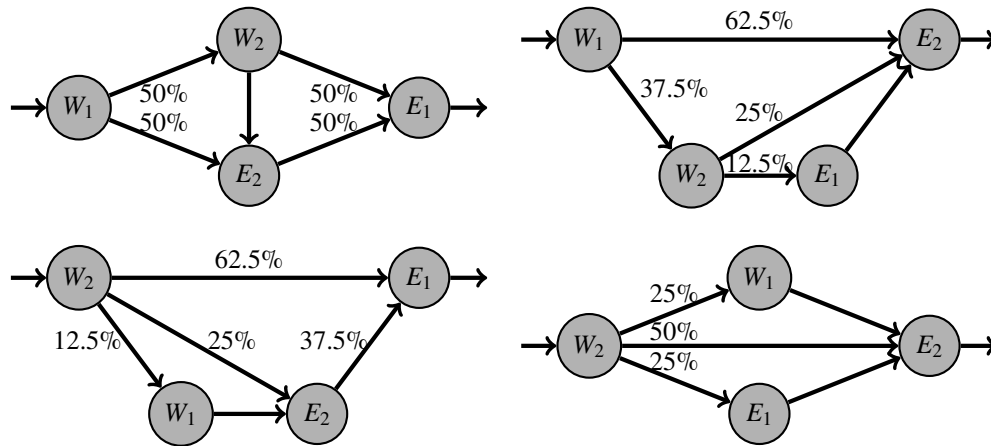 W₂
50% 50%
W₁ E₁
50% 50%
E₂
W₁ 62.5% E₂
37.5% 25%
W₂ 12.5% E₁
W₂ 62.5% E₁
12.5% 25% 37.5%
W₁ E₂
W₁
25%
W₂ 50% E₂
25%
E₁